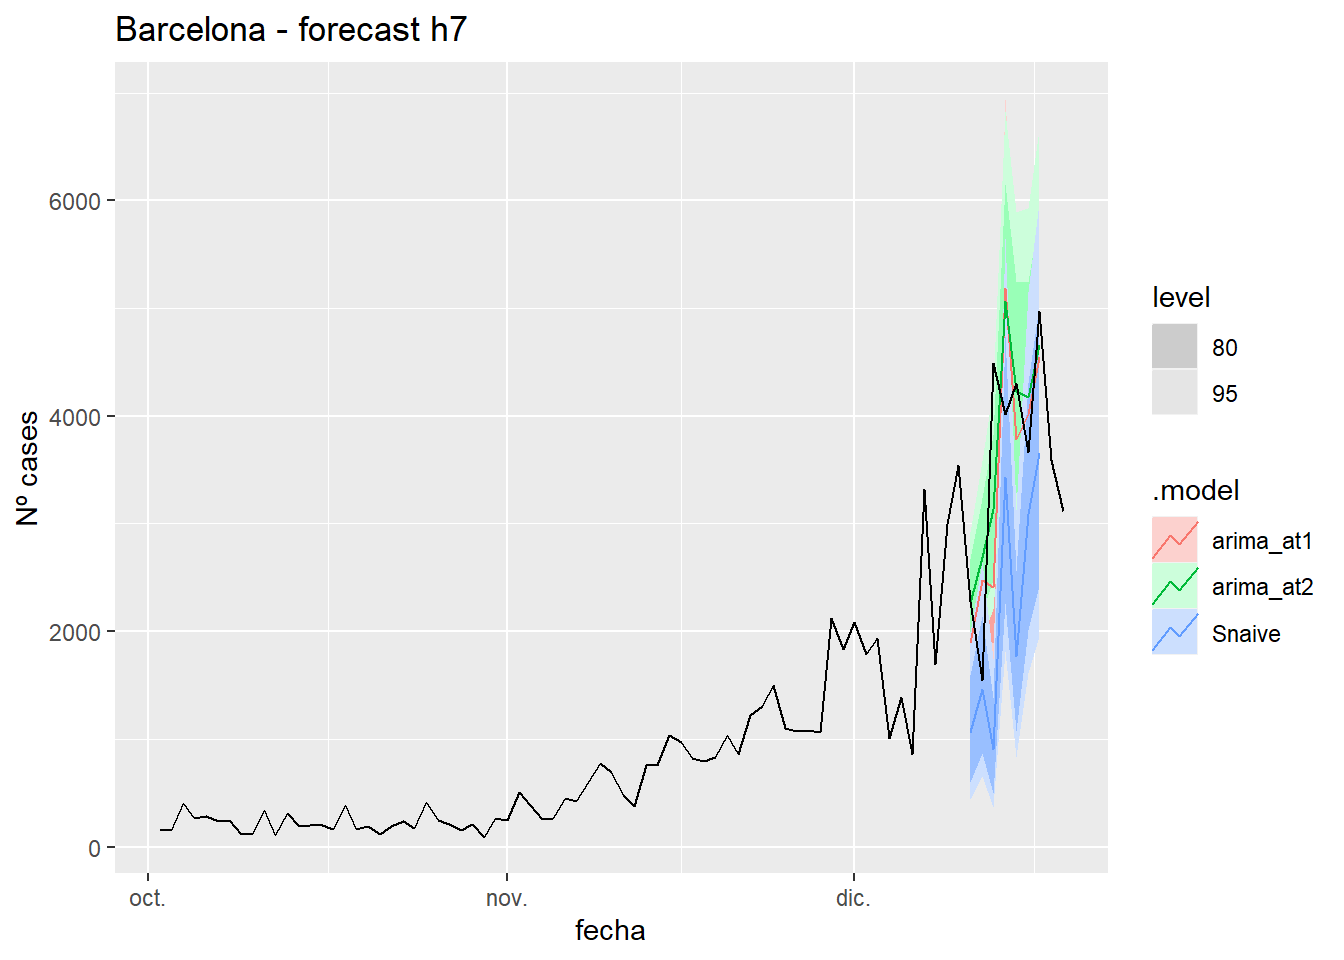 Barcelona - forecast h7
Nº cases
6000
4000
2000
0
oct.
nov.
dic.
fecha
level
80
95
.model
arima_at1
arima_at2
Snaive